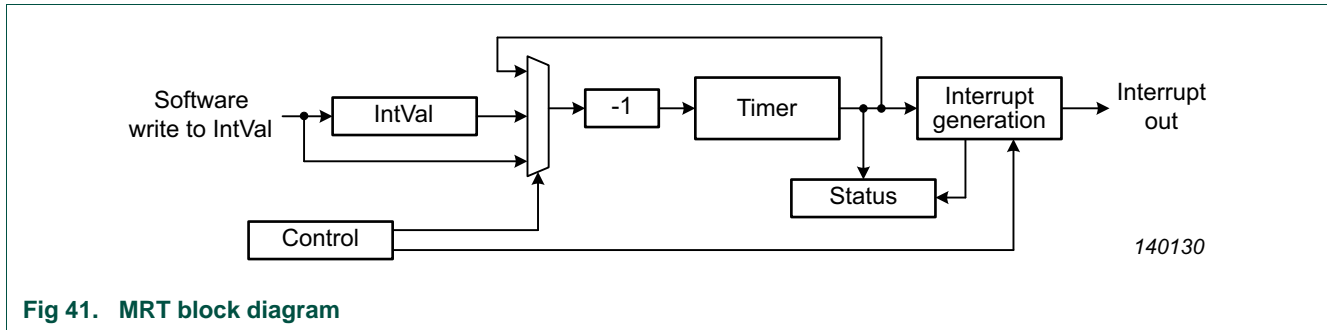 Software
write to IntVal
IntVal
-1
Timer
Interrupt
generation
Interrupt
out
Status
Control
140130
Fig 41. MRT block diagram